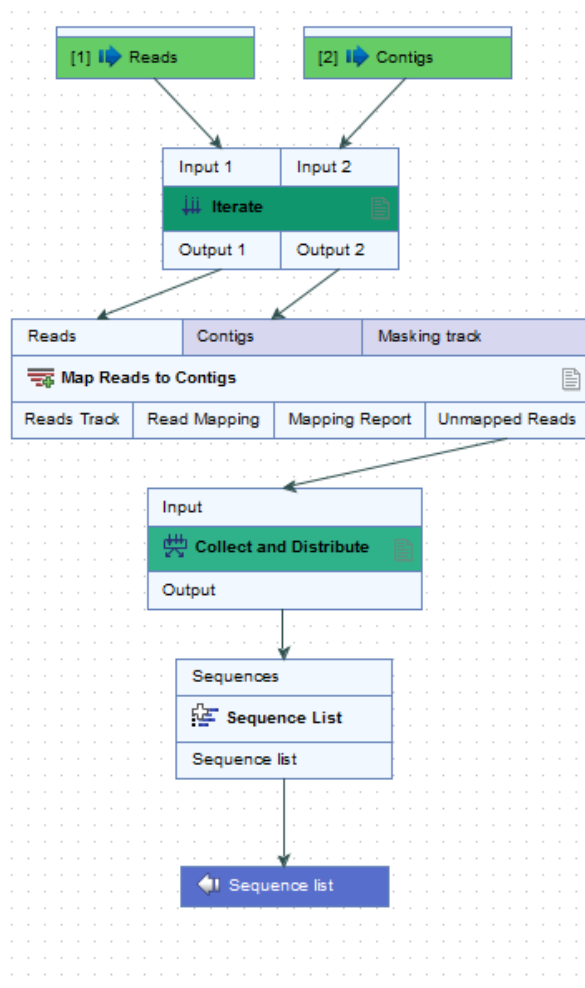 [1] Reads
[2] Contigs
Input 1
Input 2
Iterate
Output 1
Output 2
Reads
Contigs
Masking track
Map Reads to Contigs
Reads Track
Read Mapping
Mapping Report
Unmapped Reads
Input
Collect and Distribute
Output
Sequences
Sequence List
Sequence list
Sequence list